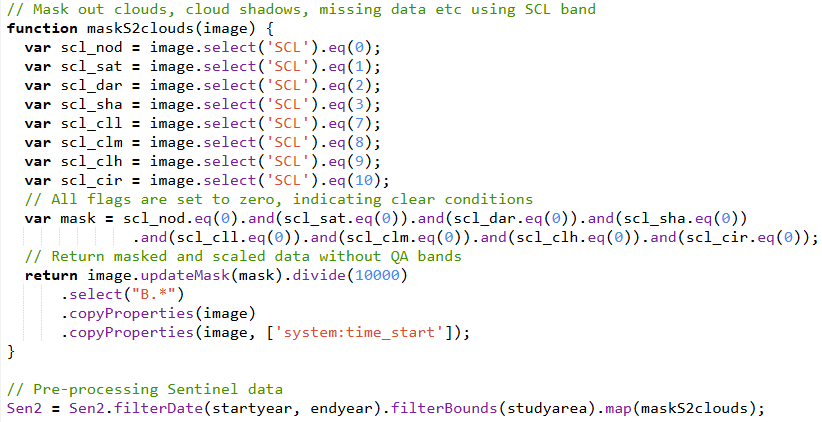 // Mask out clouds, cloud shadows, missing data etc using SCL band
function maskS2clouds(image) {
  var scl_nod = image.select('SCL').eq(0);
  var scl_sat = image.select('SCL').eq(1);
  var scl_dar = image.select('SCL').eq(2);
  var scl_sha = image.select('SCL').eq(3);
  var scl_cll = image.select('SCL').eq(7);
  var scl_clm = image.select('SCL').eq(8);
  var scl_clh = image.select('SCL').eq(9);
  var scl_cir = image.select('SCL').eq(10);
  // All flags are set to zero, indicating clear conditions
  var mask = scl_nod.eq(0).and(scl_sat.eq(0)).and(scl_dar.eq(0)).and(scl_sha.eq(0))
              .and(scl_cll.eq(0)).and(scl_clm.eq(0)).and(scl_clh.eq(0)).and(scl_cir.eq(0));
  // Return masked and scaled data without QA bands
  return image.updateMask(mask).divide(10000)
      .select("B.*")
      .copyProperties(image)
      .copyProperties(image, ['system:time_start']);
}

// Pre-processing Sentinel data
Sen2 = Sen2.filterDate(startyear, endyear).filterBounds(studyarea).map(maskS2clouds);